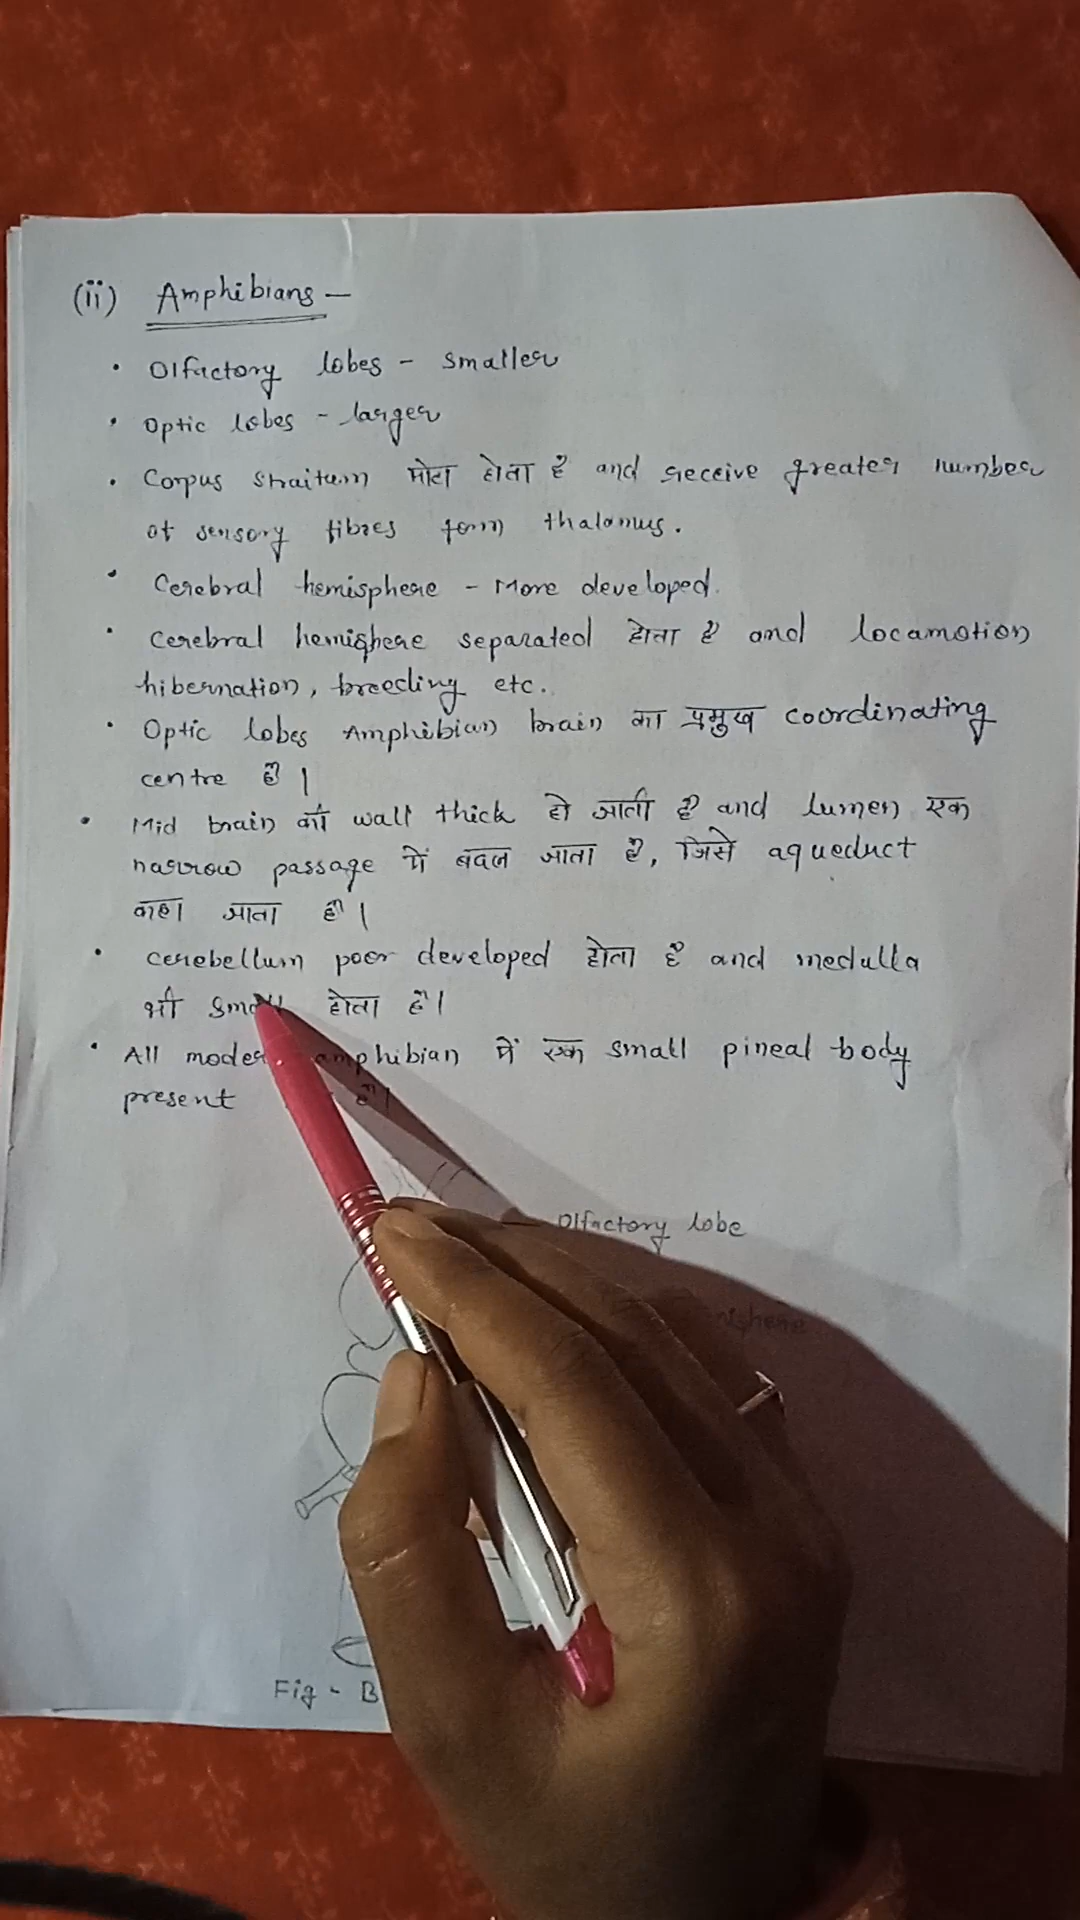 (ii) Amphibians –
• Olfactory lobes – smaller
• Optic lobes – larger
• Corpus straitum मोटा होता है and receive greater number
of sensory fibres form thalamus.
• Cerebral hemisphere – More developed.
• Cerebral hemisphere separated होता है and locamotion
hibernation, breeding etc.
• Optic lobes Amphibian brain का प्रमुख coordinating
centre है |
• Mid brain की wall thick हो जाती है and lumen एक
narrow passage में बदल जाता है, जिसे aqueduct
कहा जाता है |
• Cerebellum poor developed होता है and medulla
भी small होता है |
• All amphibian में एक small pineal body
present है |
Olfactory lobe
Fig - B